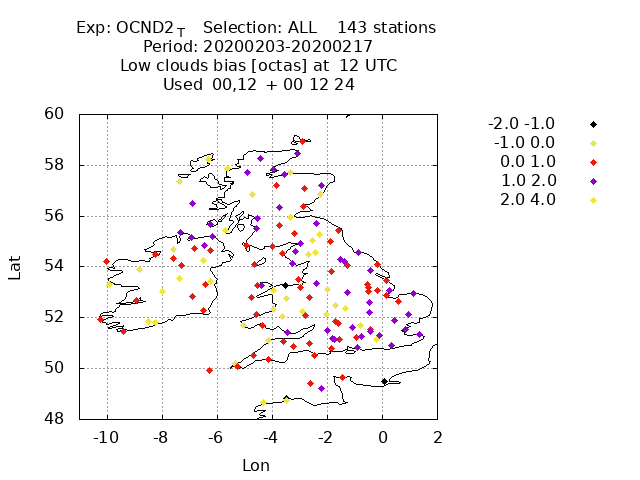 Exp: OCND2T Selection: ALL 143 stations
Period: 20200203-20200217
Low clouds bias [octas] at 12 UTC
Used 00,12 + 00 12 24
-2.0 -1.0
-1.0 0.0
0.0 1.0
1.0 2.0
2.0 4.0
60
58
56
54
52
50
48
Lat
-10 -8 -6 -4 -2 0 2
Lon